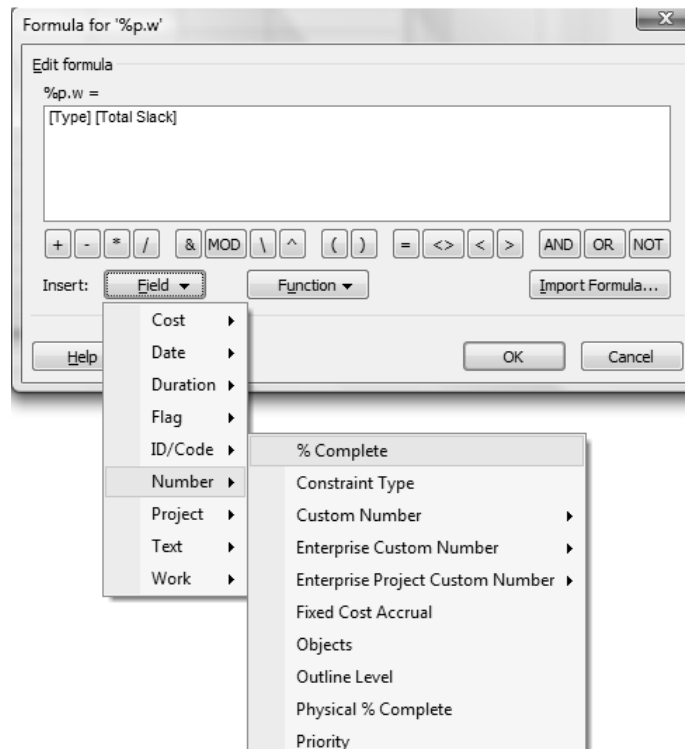 Formula for '%p.w'
Edit formula
%p.w =
[Type] [Total Slack]
+ - * / & MOD \ ^ ( ) = <> < > AND OR NOT
Insert: Field Function Import Formula...
Help OK Cancel
Cost
Date
Duration
Flag
ID/Code
Number
Project
Text
Work
% Complete
Constraint Type
Custom Number
Enterprise Custom Number
Enterprise Project Custom Number
Fixed Cost Accrual
Objects
Outline Level
Physical % Complete
Priority